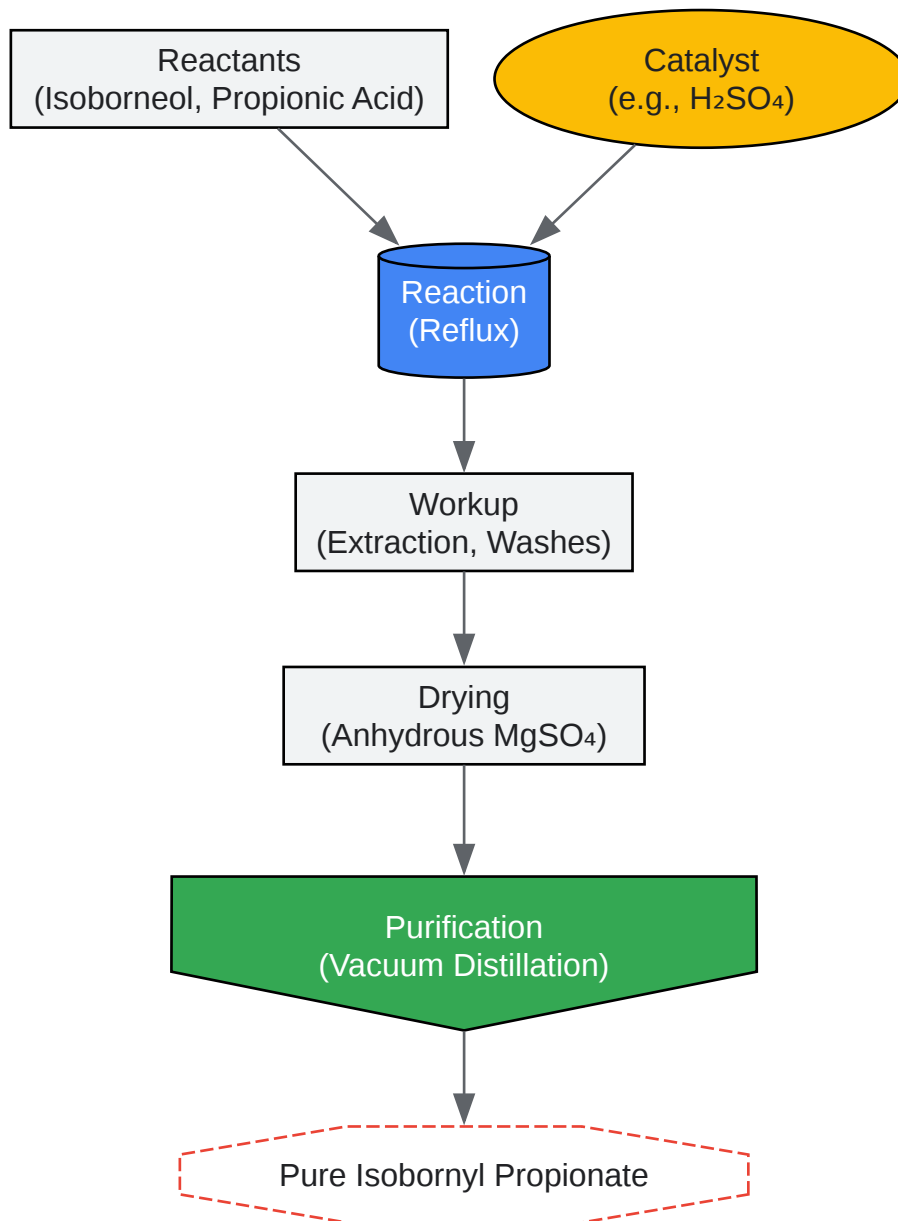 Reactants
(Isoborneol, Propionic Acid)
Catalyst
(e.g., H₂SO₄)
Reaction
(Reflux)
Workup
(Extraction, Washes)
Drying
(Anhydrous MgSO₄)
Purification
(Vacuum Distillation)
Pure Isobornyl Propionate